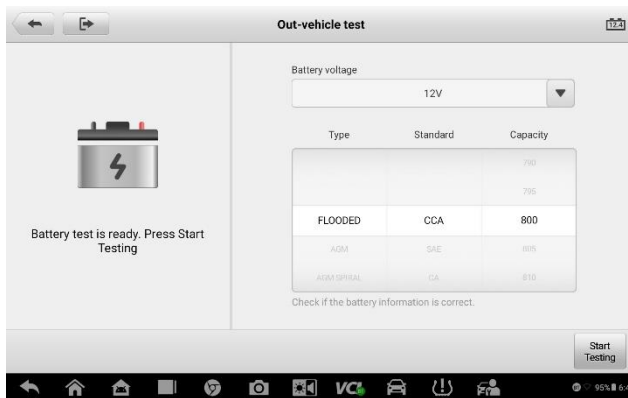 Out-vehicle test
12.4
Battery voltage
12V
Type Standard Capacity
790
795
FLOODED CCA 800
AGM SAE 805
AGM SPIRAL CA 810
Battery test is ready. Press Start
Testing
Check if the battery information is correct.
Start
Testing
VCI
95%